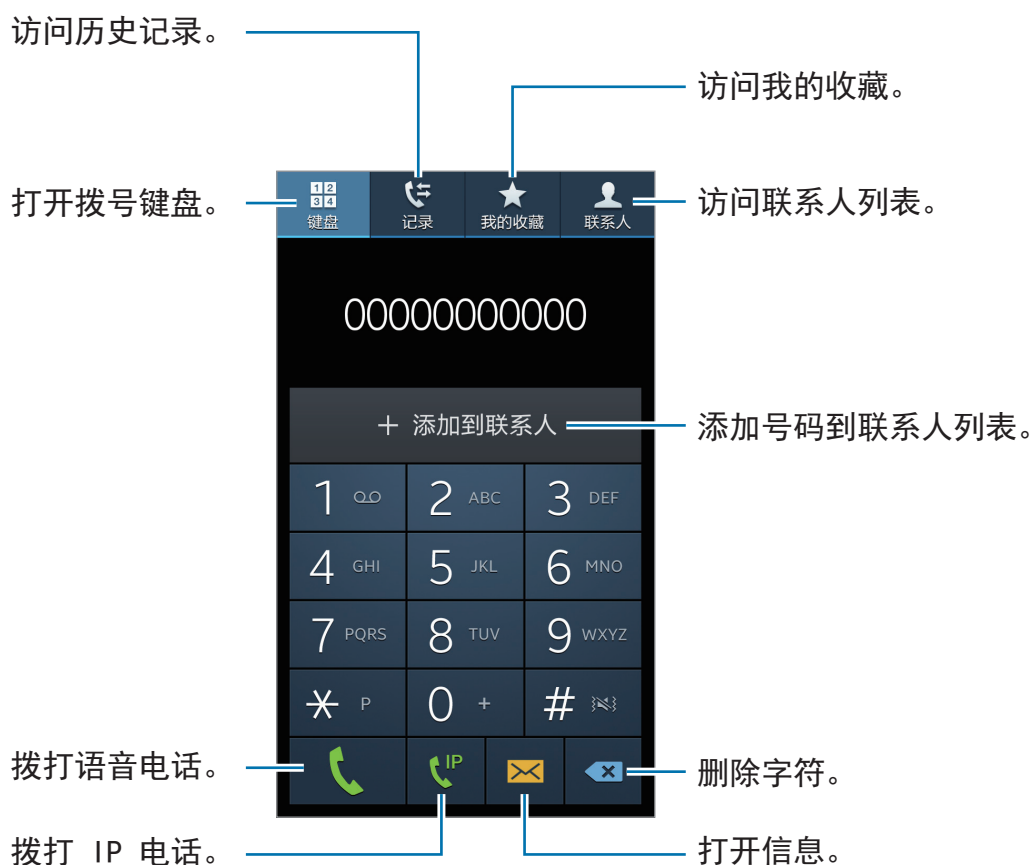 访问历史记录。
访问我的收藏。
打开拨号键盘。
访问联系人列表。
1 2
3 4
键盘
记录
我的收藏
联系人
00000000000
+ 添加到联系人
添加号码到联系人列表。
1
2 ABC
3 DEF
4 GHI
5 JKL
6 MNO
7 PQRS
8 TUV
9 WXYZ
* P
0 +
#
IP
拨打语音电话。
删除字符。
拨打 IP 电话。
打开信息。